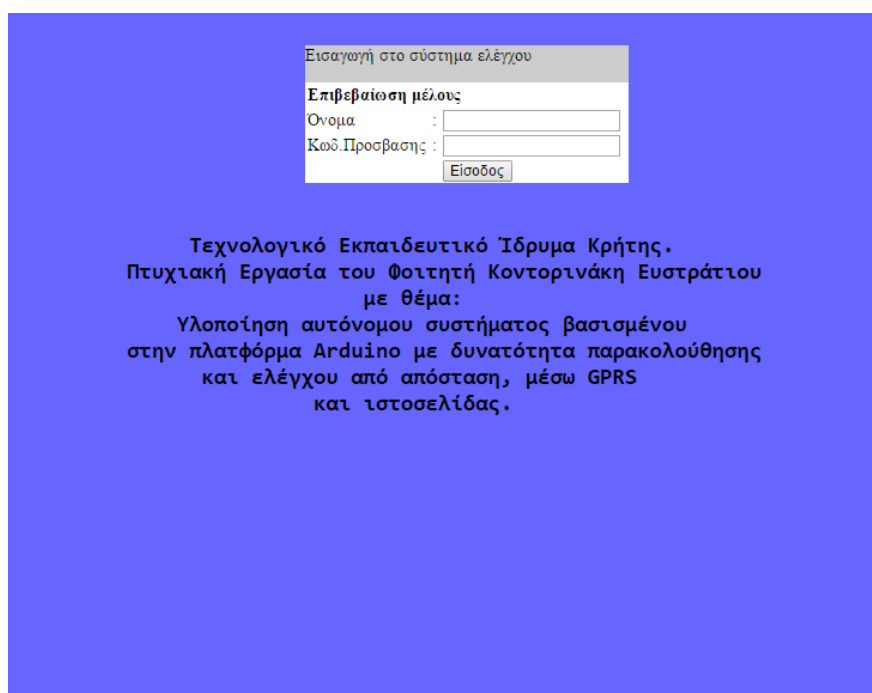 Εισαγωγή στο σύστημα ελέγχου
Επιβεβαίωση μέλους
Όνομα :
Κωδ.Προσβασης :
Είσοδος
Τεχνολογικό Εκπαιδευτικό Ίδρυμα Κρήτης.
Πτυχιακή Εργασία του Φοιτητή Κοντορινάκη Ευστράτιου
με θέμα:
Υλοποίηση αυτόνομου συστήματος βασισμένου
στην πλατφόρμα Arduino με δυνατότητα παρακολούθησης
και ελέγχου από απόσταση, μέσω GPRS
και ιστοσελίδας.